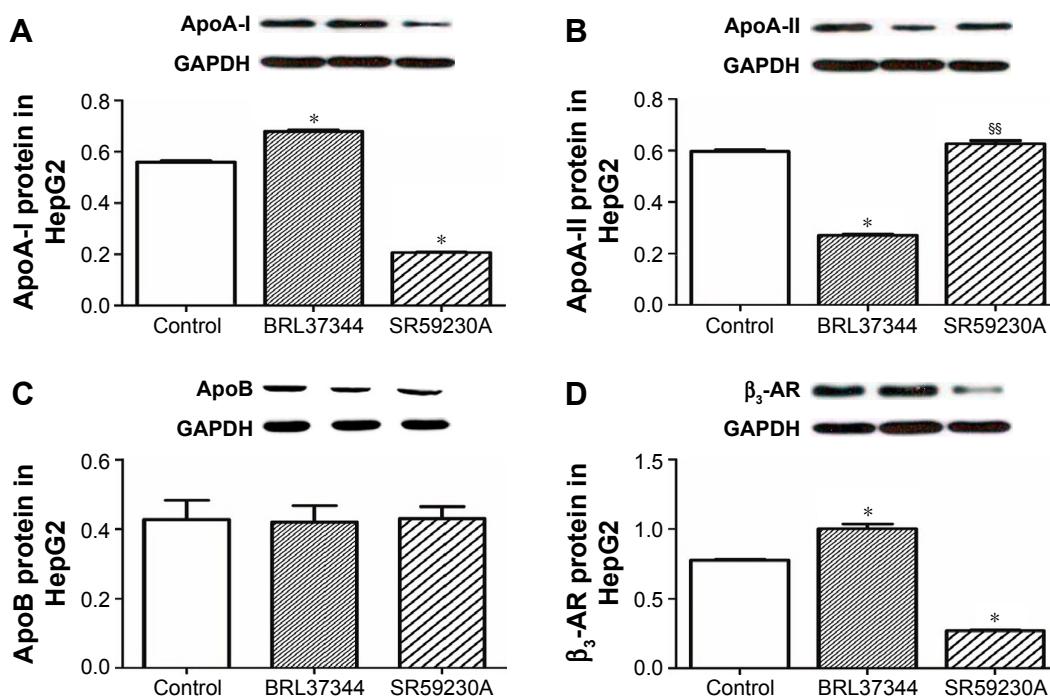 A
ApoA-I
GAPDH
ApoA-I protein in
HepG2
0.8
0.6
0.4
0.2
0.0
*
*
Control BRL37344 SR59230A
B
ApoA-II
GAPDH
ApoA-II protein in
HepG2
0.8
0.6
0.4
0.2
0.0
*
§§
Control BRL37344 SR59230A
C
ApoB
GAPDH
ApoB protein in
HepG2
0.6
0.4
0.2
0.0
Control BRL37344 SR59230A
D
β₃-AR
GAPDH
β₃-AR protein in
HepG2
1.5
1.0
0.5
0.0
*
*
Control BRL37344 SR59230A